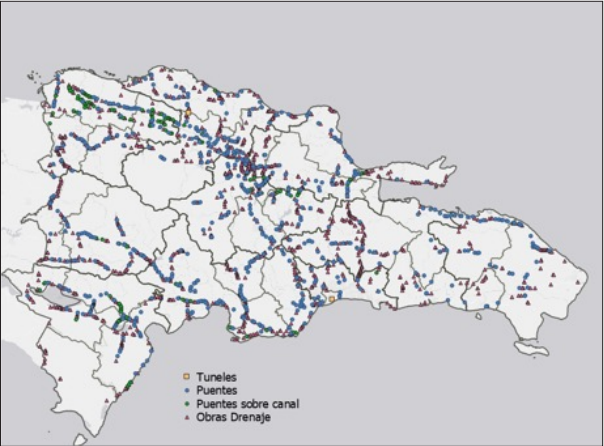 Tuneles
Puentes
Puentes sobre canal
Obras Drenaje